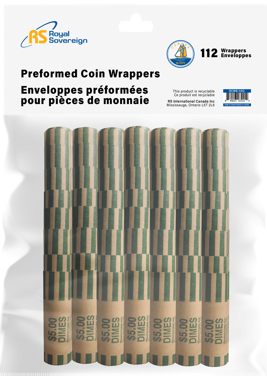 RS Royal
Sovereign
112 Wrappers
Enveloppes
Preformed Coin Wrappers
Enveloppes préformées
pour pièces de monnaie
This product is recyclable
Ce produit est recyclable
RS International Canada Inc
Mississauga, Ontario L5T 2L8
$5.00
DIMES
$5.00
DIMES
$5.00
DIMES
$5.00
DIMES
$5.00
DIMES
$5.00
DIMES
$5.00
DIMES